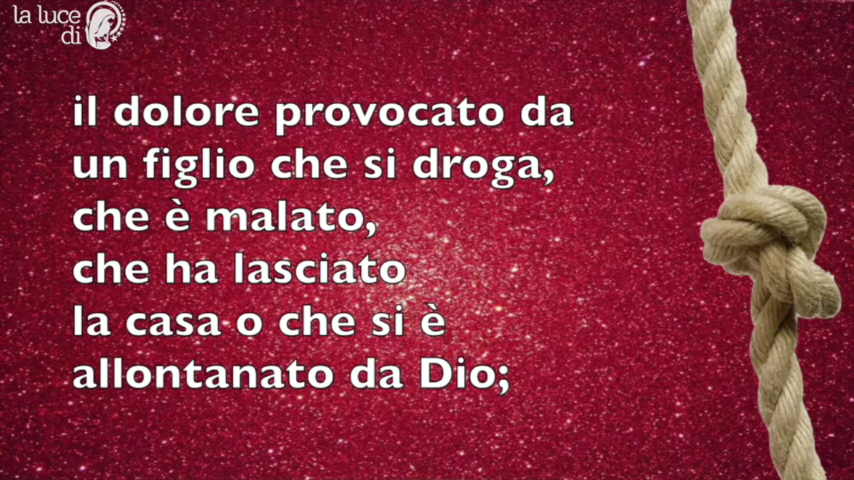 la luce
di
il dolore provocato da
un figlio che si droga,
che è malato,
che ha lasciato
la casa o che si è
allontanato da Dio;